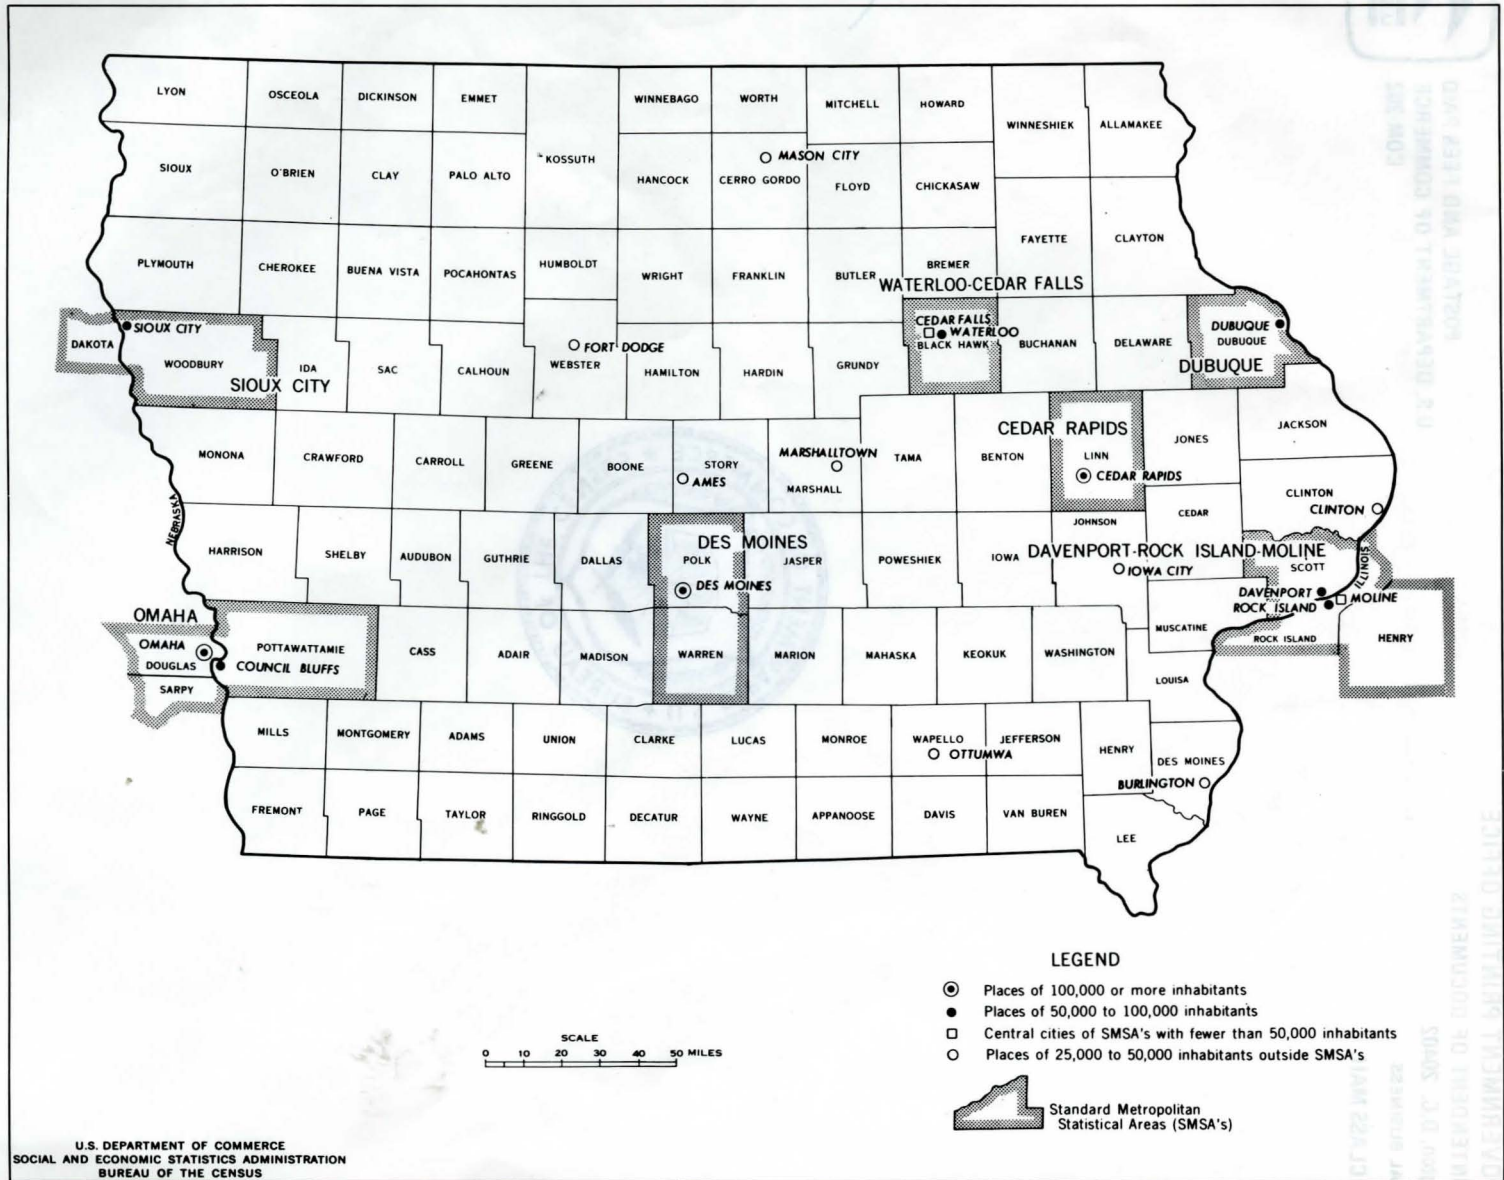 LYON OSCEOLA DICKINSON EMMET WINNEBAGO WORTH MITCHELL HOWARD
WINNESHIEK ALLAMAKEE
SIOUX O'BRIEN CLAY PALO ALTO KOSSUTH HANCOCK CERRO GORDO FLOYD CHICKASAW
MASON CITY
PLYMOUTH CHEROKEE BUENA VISTA POCAHONTAS HUMBOLDT WRIGHT FRANKLIN BUTLER BREMER FAYETTE CLAYTON
WATERLOO-CEDAR FALLS
DAKOTA SIOUX CITY WOODBURY IDA SAC CALHOUN WEBSTER HAMILTON HARDIN GRUNDY BLACK HAWK BUCHANAN DELAWARE DUBUQUE
SIOUX CITY
FORT DODGE
CEDAR FALLS
WATERLOO
DUBUQUE
DUBUQUE
MONONA CRAWFORD CARROLL GREENE BOONE STORY MARSHALL TAMA BENTON LINN JONES JACKSON
AMES
MARSHALLTOWN
CEDAR RAPIDS
CEDAR RAPIDS
CLINTON
CLINTON
NEBRASKA
HARRISON SHELBY AUDUBON GUTHRIE DALLAS POLK JASPER POWESHIEK IOWA JOHNSON CEDAR SCOTT
DES MOINES
DES MOINES
DAVENPORT-ROCK ISLAND-MOLINE
IOWA CITY
ILLINOIS
DAVENPORT
ROCK ISLAND
MOLINE
MUSCATINE ROCK ISLAND HENRY
OMAHA
OMAHA
DOUGLAS
SARPY
POTTAWATTAMIE
COUNCIL BLUFFS
CASS ADAIR MADISON WARREN MARION MAHASKA KEOKUK WASHINGTON LOUISA
MILLS MONTGOMERY ADAMS UNION CLARKE LUCAS MONROE WAPELLO JEFFERSON HENRY DES MOINES
OTTUMWA
BURLINGTON
FREMONT PAGE TAYLOR RINGGOLD DECATUR WAYNE APPANOOSE DAVIS VAN BUREN LEE
LEGEND
Places of 100,000 or more inhabitants
Places of 50,000 to 100,000 inhabitants
Central cities of SMSA's with fewer than 50,000 inhabitants
Places of 25,000 to 50,000 inhabitants outside SMSA's
Standard Metropolitan
Statistical Areas (SMSA's)
SCALE
0 10 20 30 40 50 MILES
U.S. DEPARTMENT OF COMMERCE
SOCIAL AND ECONOMIC STATISTICS ADMINISTRATION
BUREAU OF THE CENSUS